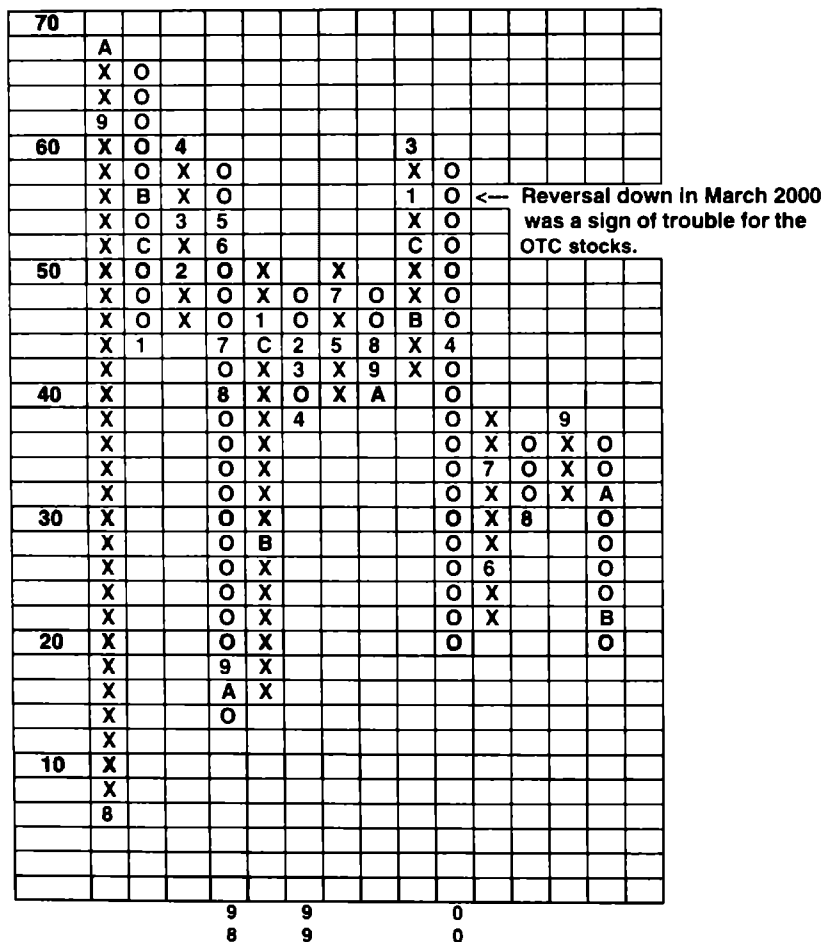 70
A
X O
X O
9 O
60 X O 4 3
X O X O X O
X B X O 1 O <— Reversal down in March 2000
X O 3 5 X O was a sign of trouble for the
X C X 6 C O OTC stocks.
50 X O 2 O X X X O
X O X O X O 7 O X O
X O X O 1 O X O B O
X 1 7 C 2 5 8 X 4
X O X 3 X 9 X O
40 X 8 X O X A O
X O X 4 O X 9
X O X O X O X O
X O X O 7 O X O
X O X O X O X A
30 X O X O X 8 O
X O B O X O
X O X O 6 O
X O X O X O
X O X O X B
20 X O X O O
X 9 X
X A X
X O
X
10 X
X
8
9 9 0
8 9 0